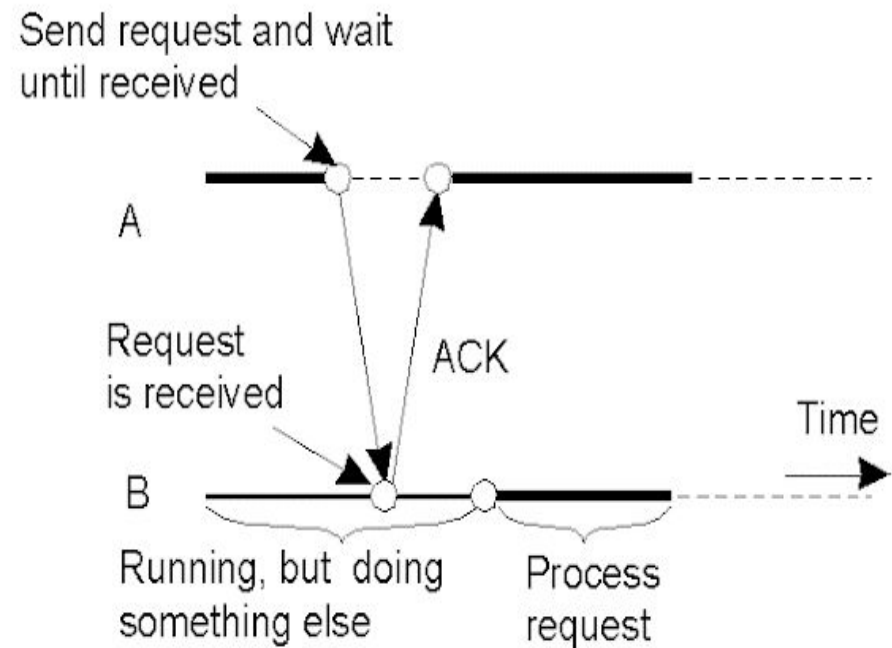 Send request and wait
until received
A
Request
is received
ACK
Time
B
Running, but doing
something else
Process
request